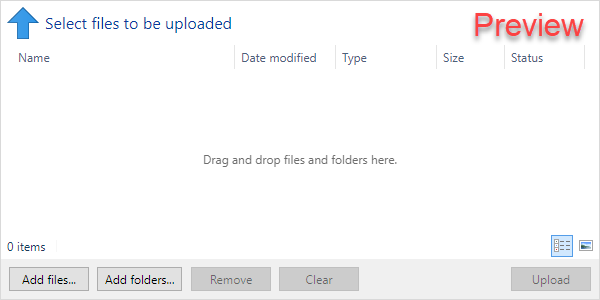 Select files to be uploaded
Preview
Name Date modified Type Size Status
Drag and drop files and folders here.
0 items
Add files... Add folders... Remove Clear Upload